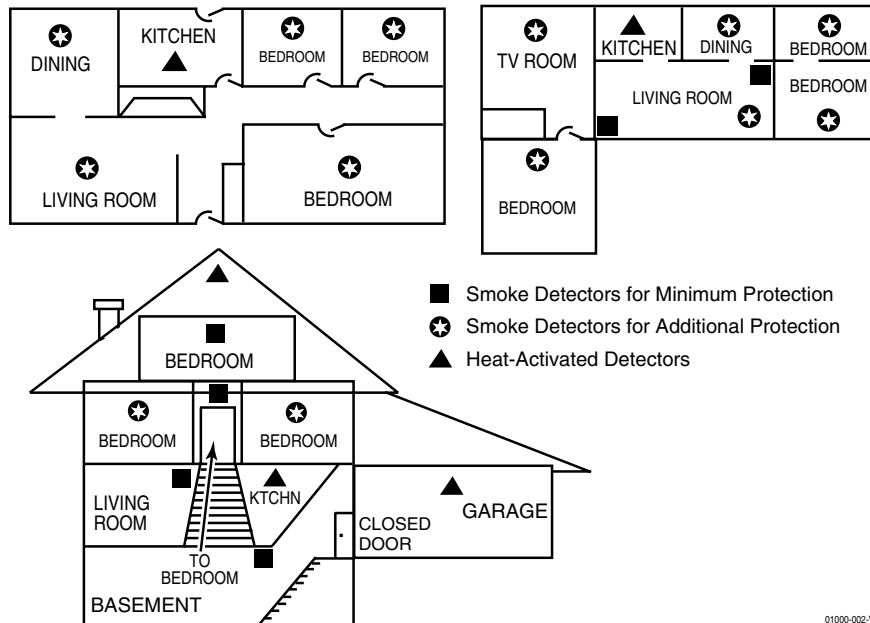 DINING
KITCHEN
BEDROOM
BEDROOM
LIVING ROOM
BEDROOM
TV ROOM
KITCHEN
DINING
BEDROOM
LIVING ROOM
BEDROOM
BEDROOM
Smoke Detectors for Minimum Protection
Smoke Detectors for Additional Protection
Heat-Activated Detectors
BEDROOM
BEDROOM
BEDROOM
LIVING
ROOM
KTCHN
TO
BEDROOM
BASEMENT
CLOSED
DOOR
GARAGE